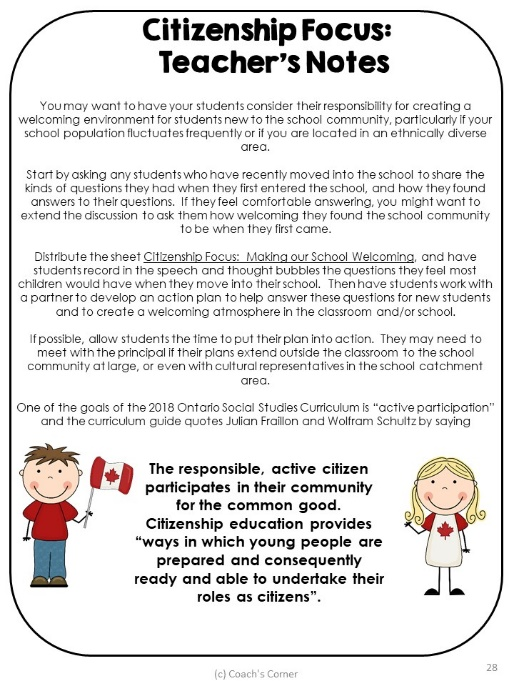 Citizenship Focus:
Teacher's Notes
You may want to have your students consider their responsibility for creating a
welcoming environment for students new to the school community, particularly if your
school population fluctuates frequently or if you are located in an ethnically diverse
area.
Start by asking any students who have recently moved into the school to share the
kinds of questions they had when they first entered the school, and how they found
answers to their questions.  If they feel comfortable answering, you might want to
extend the discussion to ask them how welcoming they found the school community
to be when they first came.
Distribute the sheet Citizenship Focus:  Making our School Welcoming, and have
students record in the speech and thought bubbles the questions they feel most
children would have when they move into their school.  Then have students work with
a partner to develop an action plan to help answer these questions for new students
and to create a welcoming atmosphere in the classroom and/or school.
If possible, allow students the time to put their plan into action.  They may need to
meet with the principal if their plans extend outside the classroom to the school
community at large, or even with cultural representatives in the school catchment
area.
One of the goals of the 2018 Ontario Social Studies Curriculum is "active participation"
and the curriculum guide quotes Julian Fraillon and Wolfram Schultz by saying
The responsible, active citizen
participates in their community
for the common good.
Citizenship education provides
"ways in which young people are
prepared and consequently
ready and able to undertake their
roles as citizens".
(c) Coach's Corner
28